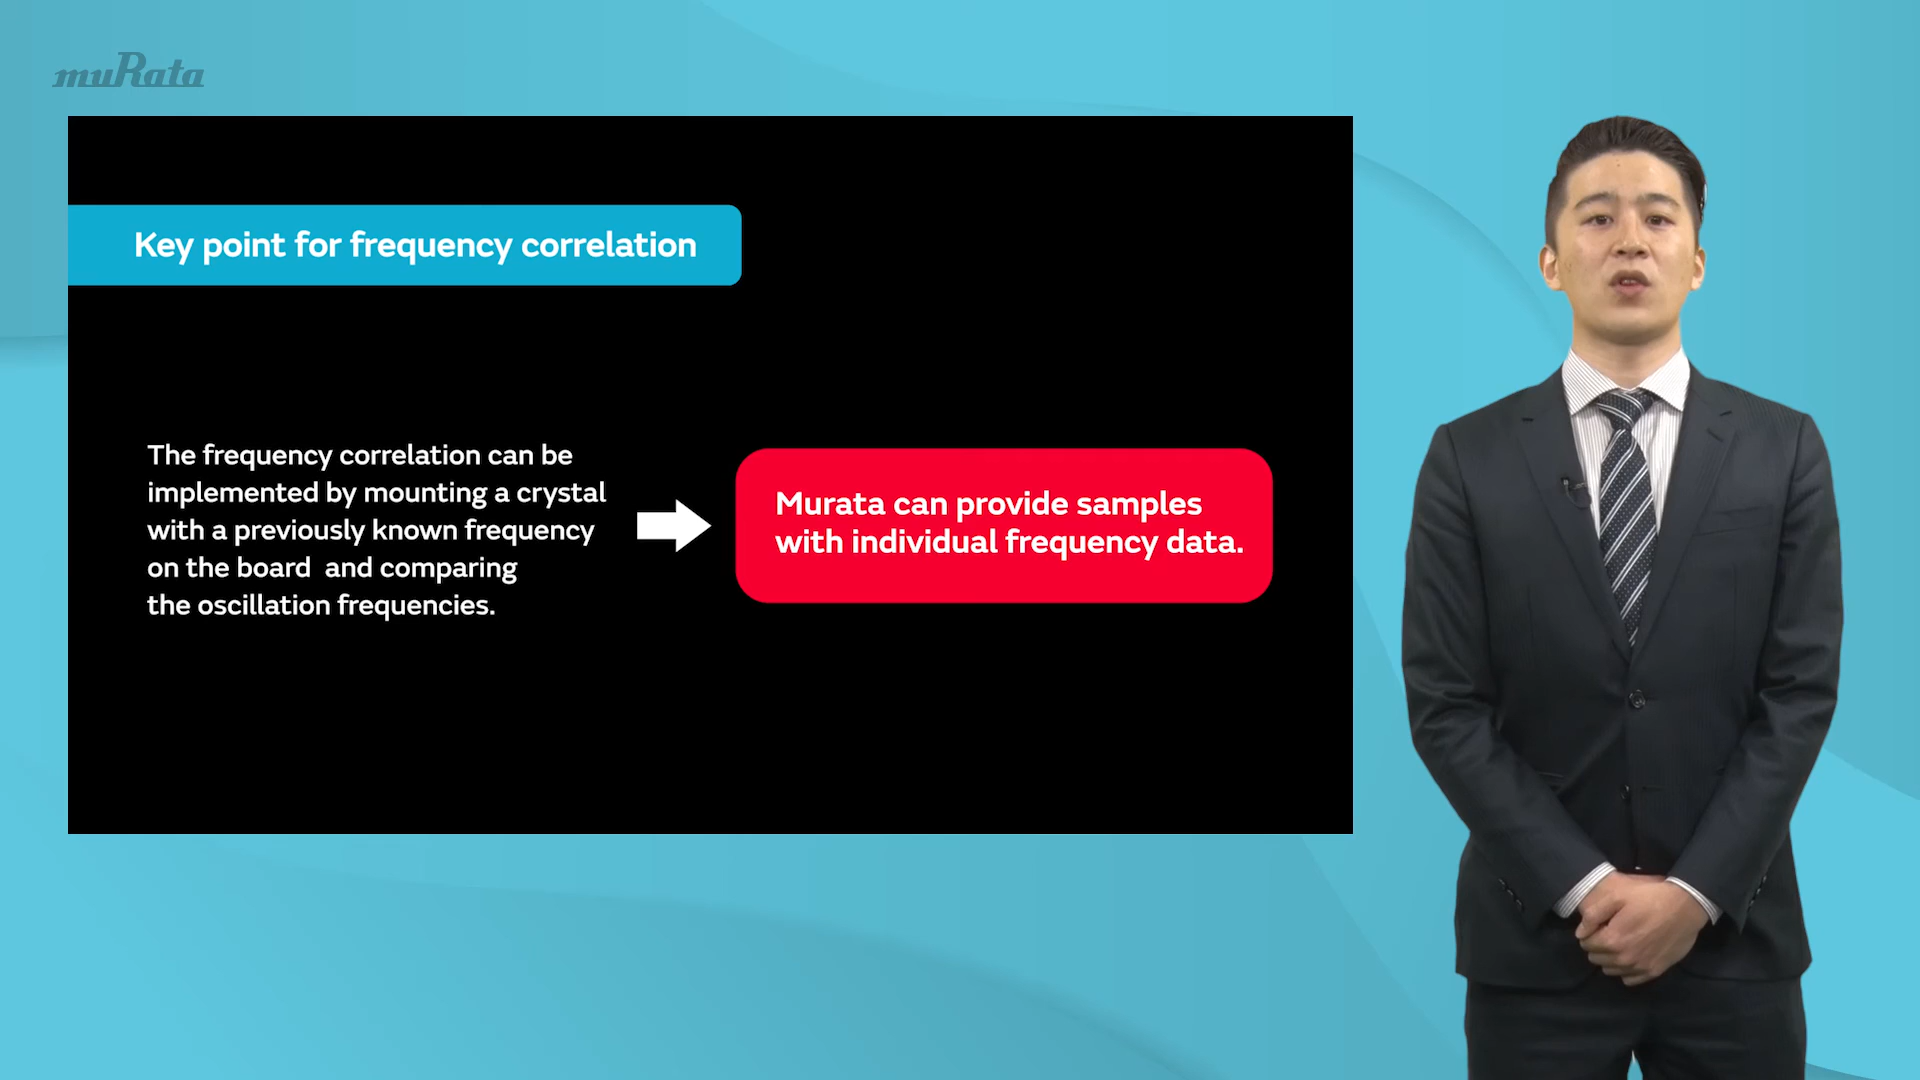 muRata
Key point for frequency correlation
The frequency correlation can be
implemented by mounting a crystal
with a previously known frequency
on the board  and comparing
the oscillation frequencies.
Murata can provide samples
with individual frequency data.